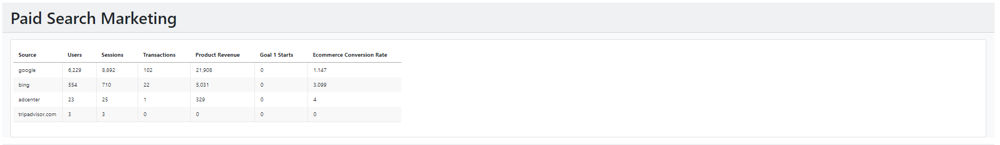 Paid Search Marketing
Source Users Sessions Transactions Product Revenue Goal 1 Starts Ecommerce Conversion Rate
google 6,229 8,892 102 21,908 0 1.147
bing 554 710 22 5,031 0 3.099
adcenter 23 25 1 329 0 4
tripadvisor.com 3 3 0 0 0 0